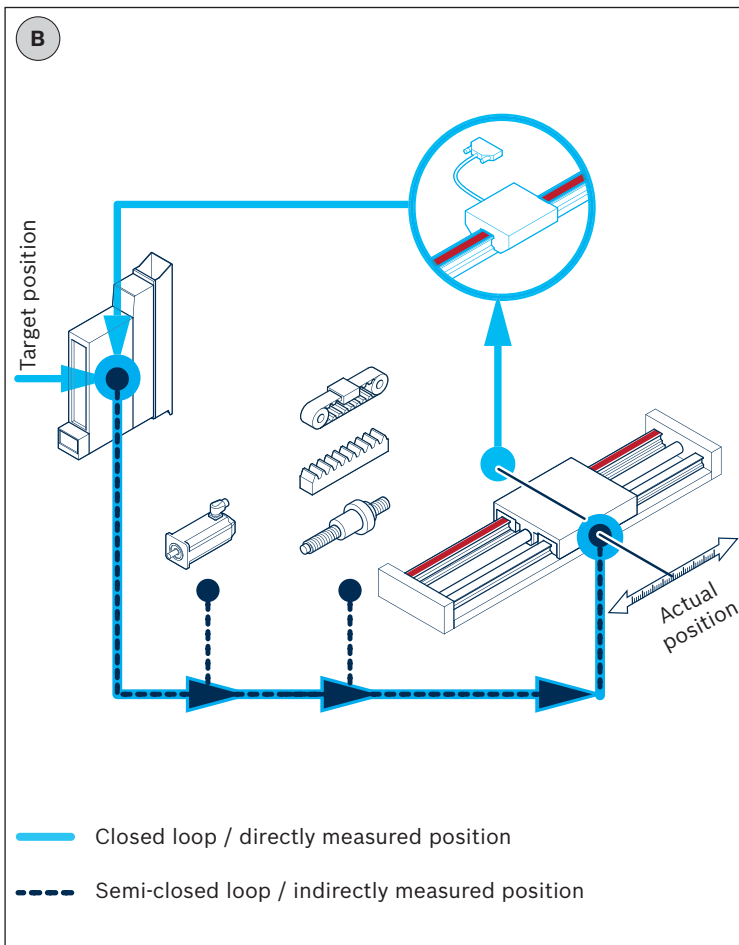 B
Target position
Actual
position
Closed loop / directly measured position
Semi-closed loop / indirectly measured position